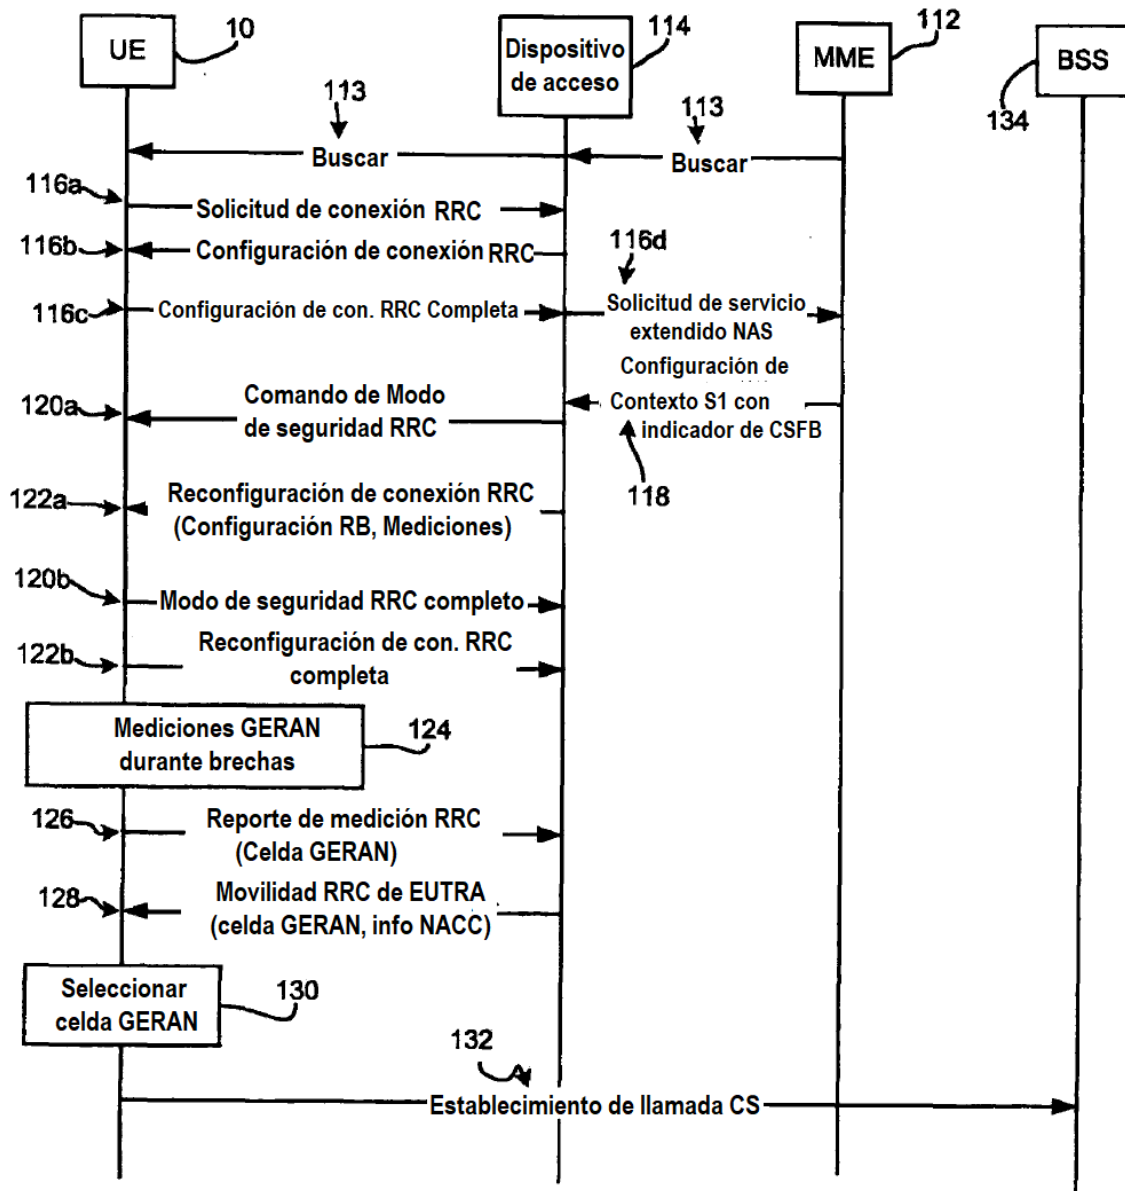 UE
10
Dispositivo
de acceso
114
MME
112
BSS
134
113
Buscar
113
Buscar
116a
Solicitud de conexión RRC
116b
Configuración de conexión RRC
116d
116c
Configuración de con. RRC Completa
Solicitud de servicio
extendido NAS
Configuración de
Contexto S1 con
indicador de CSFB
118
120a
Comando de Modo
de seguridad RRC
122a
Reconfiguración de conexión RRC
(Configuración RB, Mediciones)
120b
Modo de seguridad RRC completo
122b
Reconfiguración de con. RRC
completa
Mediciones GERAN
durante brechas
124
126
Reporte de medición RRC
(Celda GERAN)
128
Movilidad RRC de EUTRA
(celda GERAN, info NACC)
Seleccionar
celda GERAN
130
132
Establecimiento de llamada CS